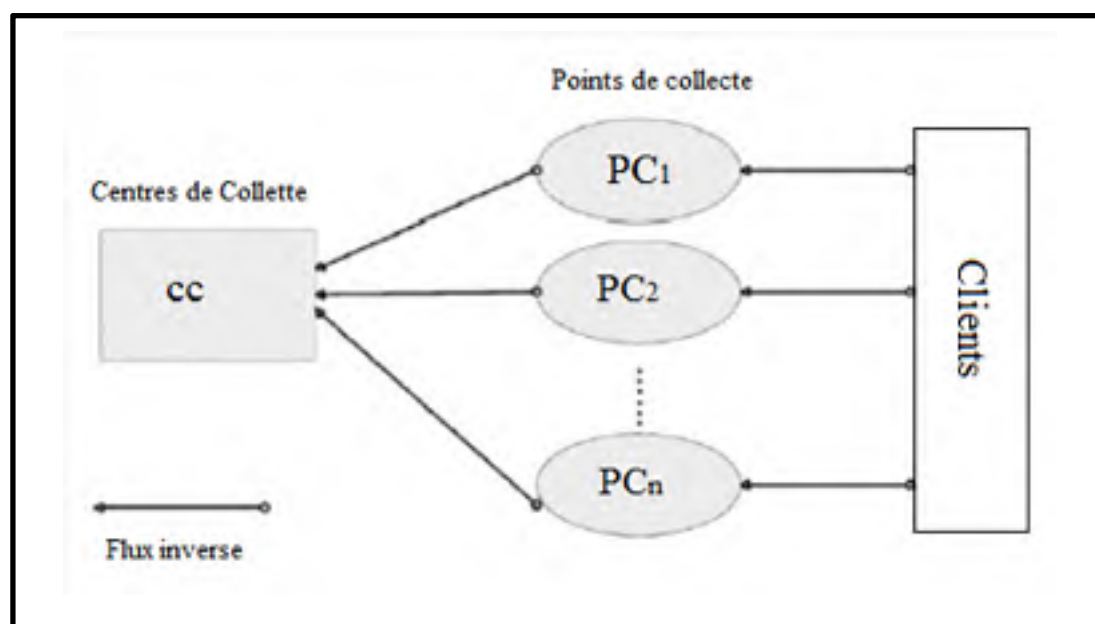 Points de collecte
Centres de Collette
PC1
cc
PC2
Clients
PCn
Flux inverse